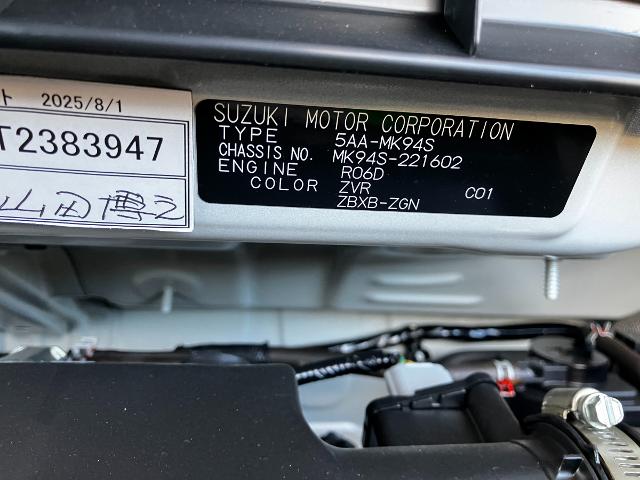 ト 2025/8/1
T2383947
山田博之
SUZUKI MOTOR CORPORATION
TYPE 5AA-MK94S
CHASSIS NO. MK94S-221602
ENGINE R06D
COLOR ZVR C01
ZBXB-ZGN